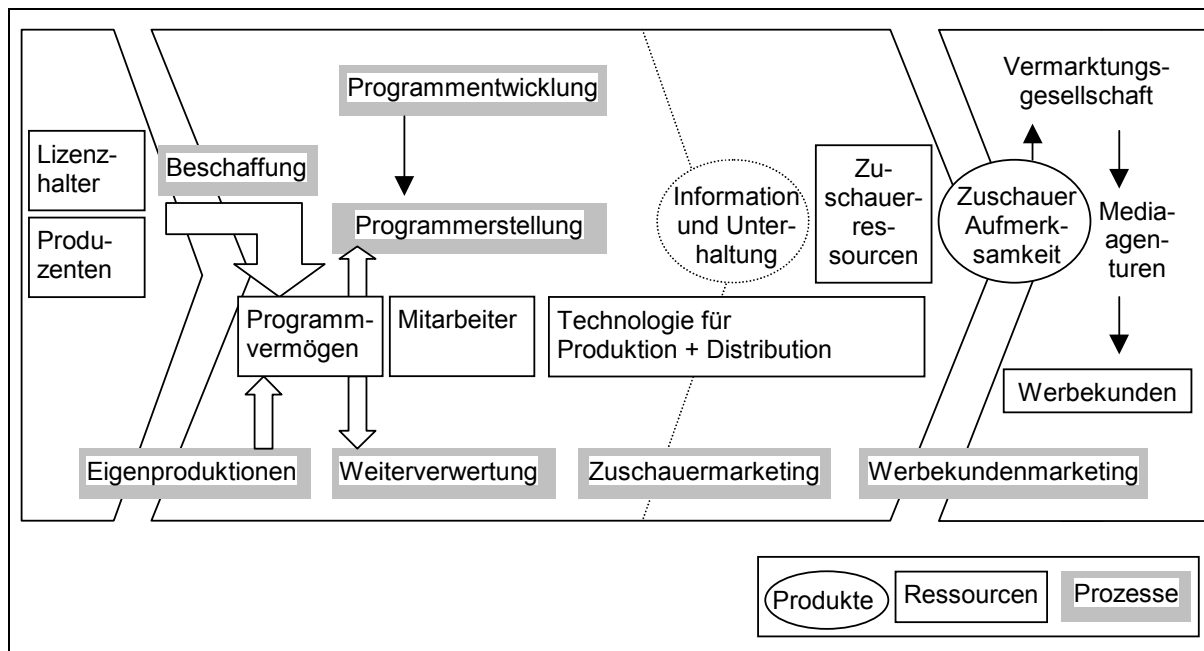 Programmentwicklung
Vermarktungs-
gesellschaft
Lizenz-
halter
Beschaffung
Produ-
zenten
Programmerstellung
Information
und Unter-
haltung
Zu-
schauer-
res-
sourcen
Zuschauer
Aufmerk-
samkeit
Media-
agen-
turen
Programm-
vermögen
Mitarbeiter
Technologie für
Produktion + Distribution
Werbekunden
Eigenproduktionen
Weiterverwertung
Zuschauermarketing
Werbekundenmarketing
Produkte
Ressourcen
Prozesse